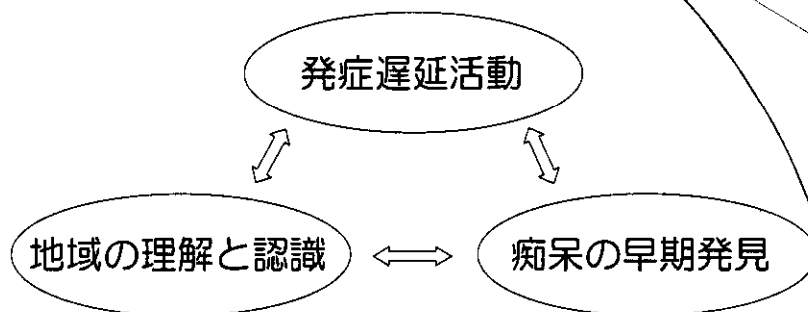 発症遅延活動
地域の理解と認識
痴呆の早期発見